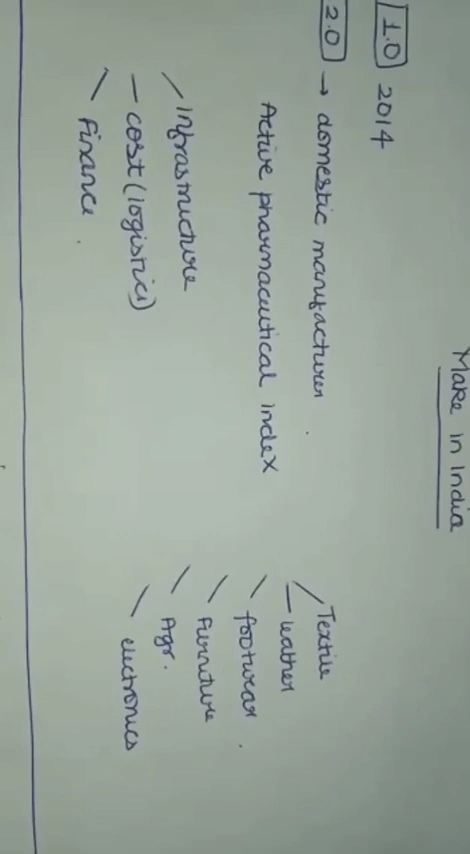 Make in India
1.0 2014
2.0 → domestic manufacturer
Active pharmaceutical index
Infrastructure
cost (logistics)
Finance
Textile
leather
footwear
Furniture
Agr.
electronics